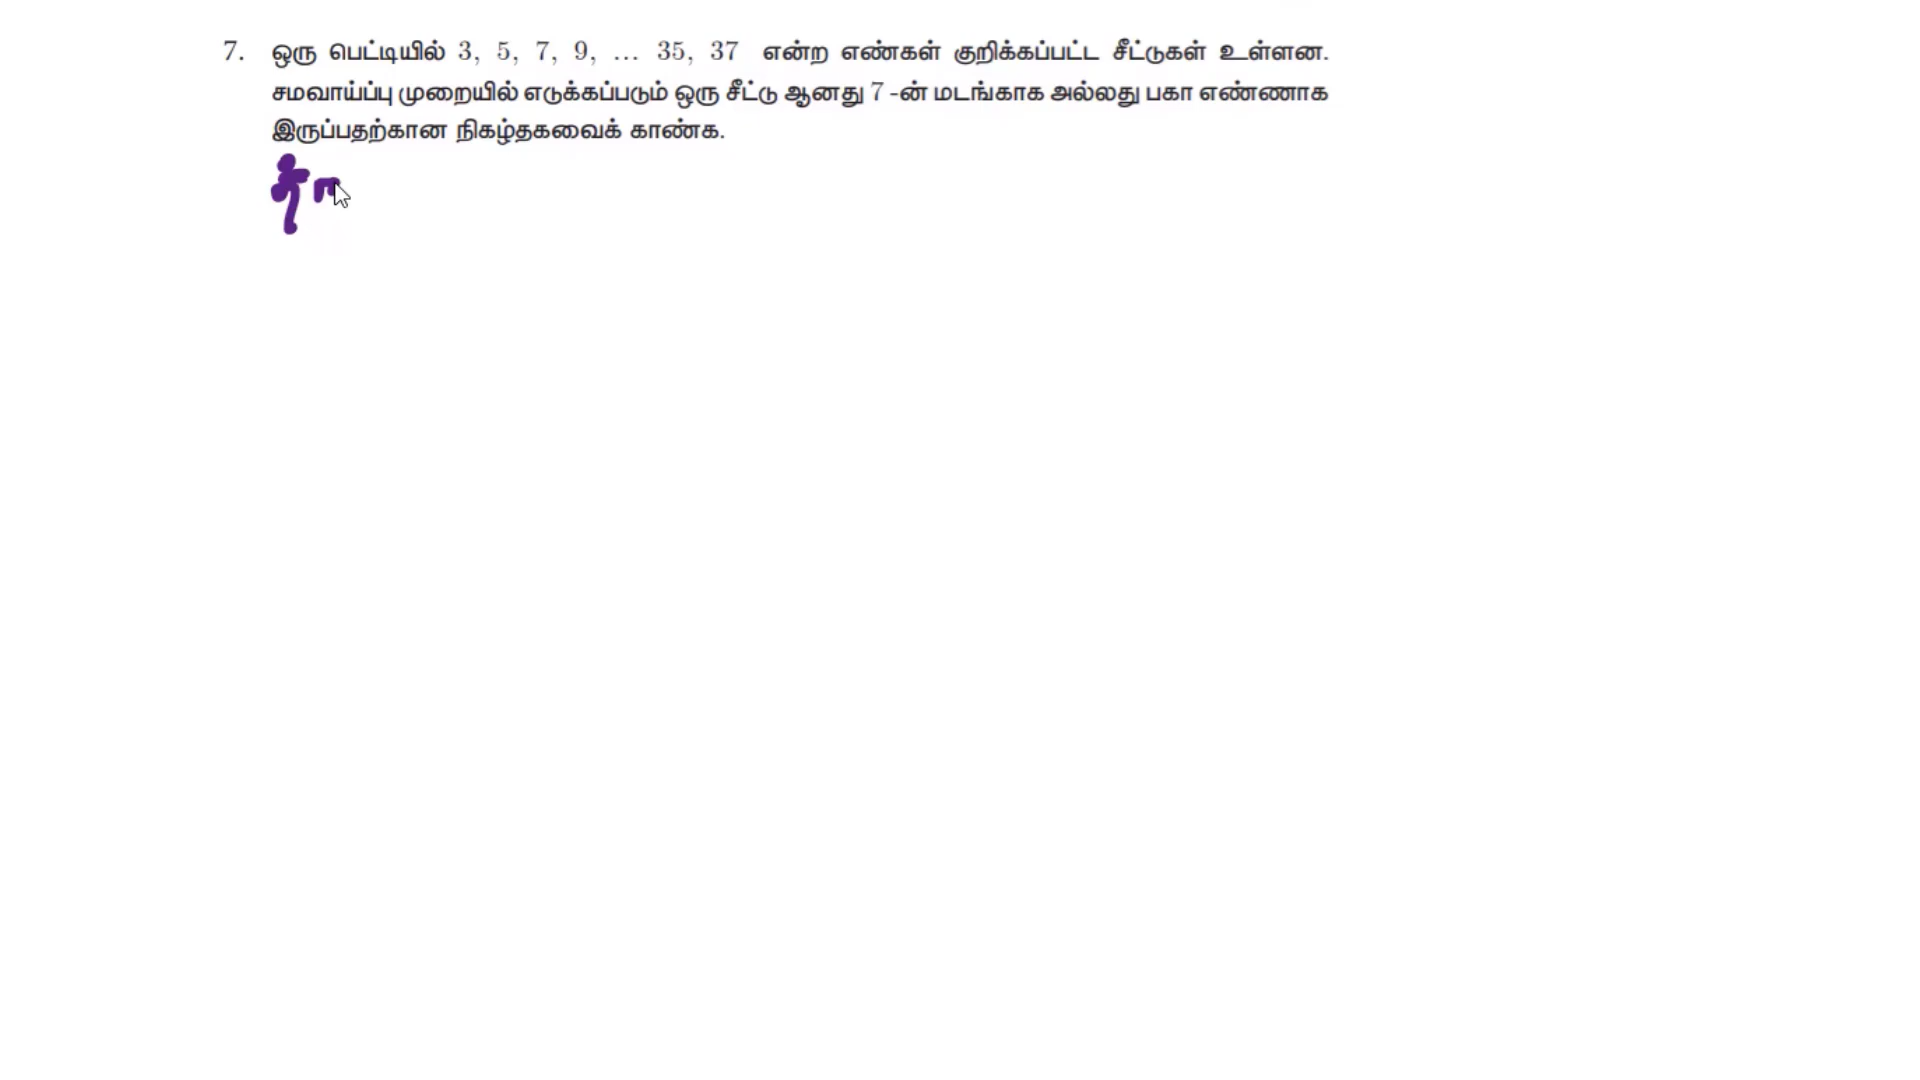 7. ஒரு பெட்டியில் 3, 5, 7, 9, ... 35, 37 என்ற எண்கள் குறிக்கப்பட்ட சீட்டுகள் உள்ளன.
சமவாய்ப்பு முறையில் எடுக்கப்படும் ஒரு சீட்டு ஆனது 7 -ன் மடங்காக அல்லது பகா எண்ணாக
இருப்பதற்கான நிகழ்தகவைக் காண்க.